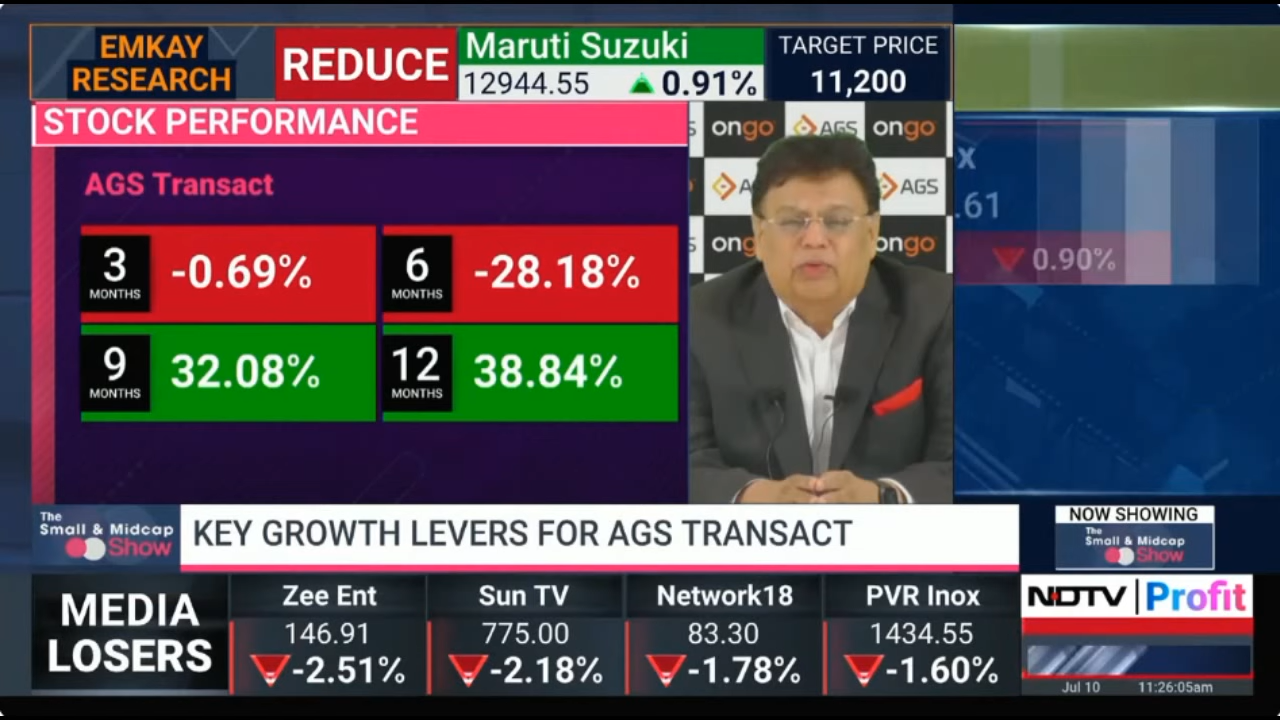 EMKAY
RESEARCH
REDUCE
Maruti Suzuki
12944.55 ▲ 0.91%
TARGET PRICE
11,200
STOCK PERFORMANCE
AGS Transact
3
MONTHS
-0.69%
6
MONTHS
-28.18%
9
MONTHS
32.08%
12
MONTHS
38.84%
S ongo AGS ongo
AGS
ongo
x
.61
▼ 0.90%
The
Small & Midcap
Show
KEY GROWTH LEVERS FOR AGS TRANSACT
NOW SHOWING
The
Small & Midcap
Show
MEDIA
LOSERS
Zee Ent
146.91
▼-2.51%
Sun TV
775.00
▼-2.18%
Network18
83.30
▼-1.78%
PVR Inox
1434.55
▼-1.60%
NDTV | Profit
Jul 10 11:26:05am